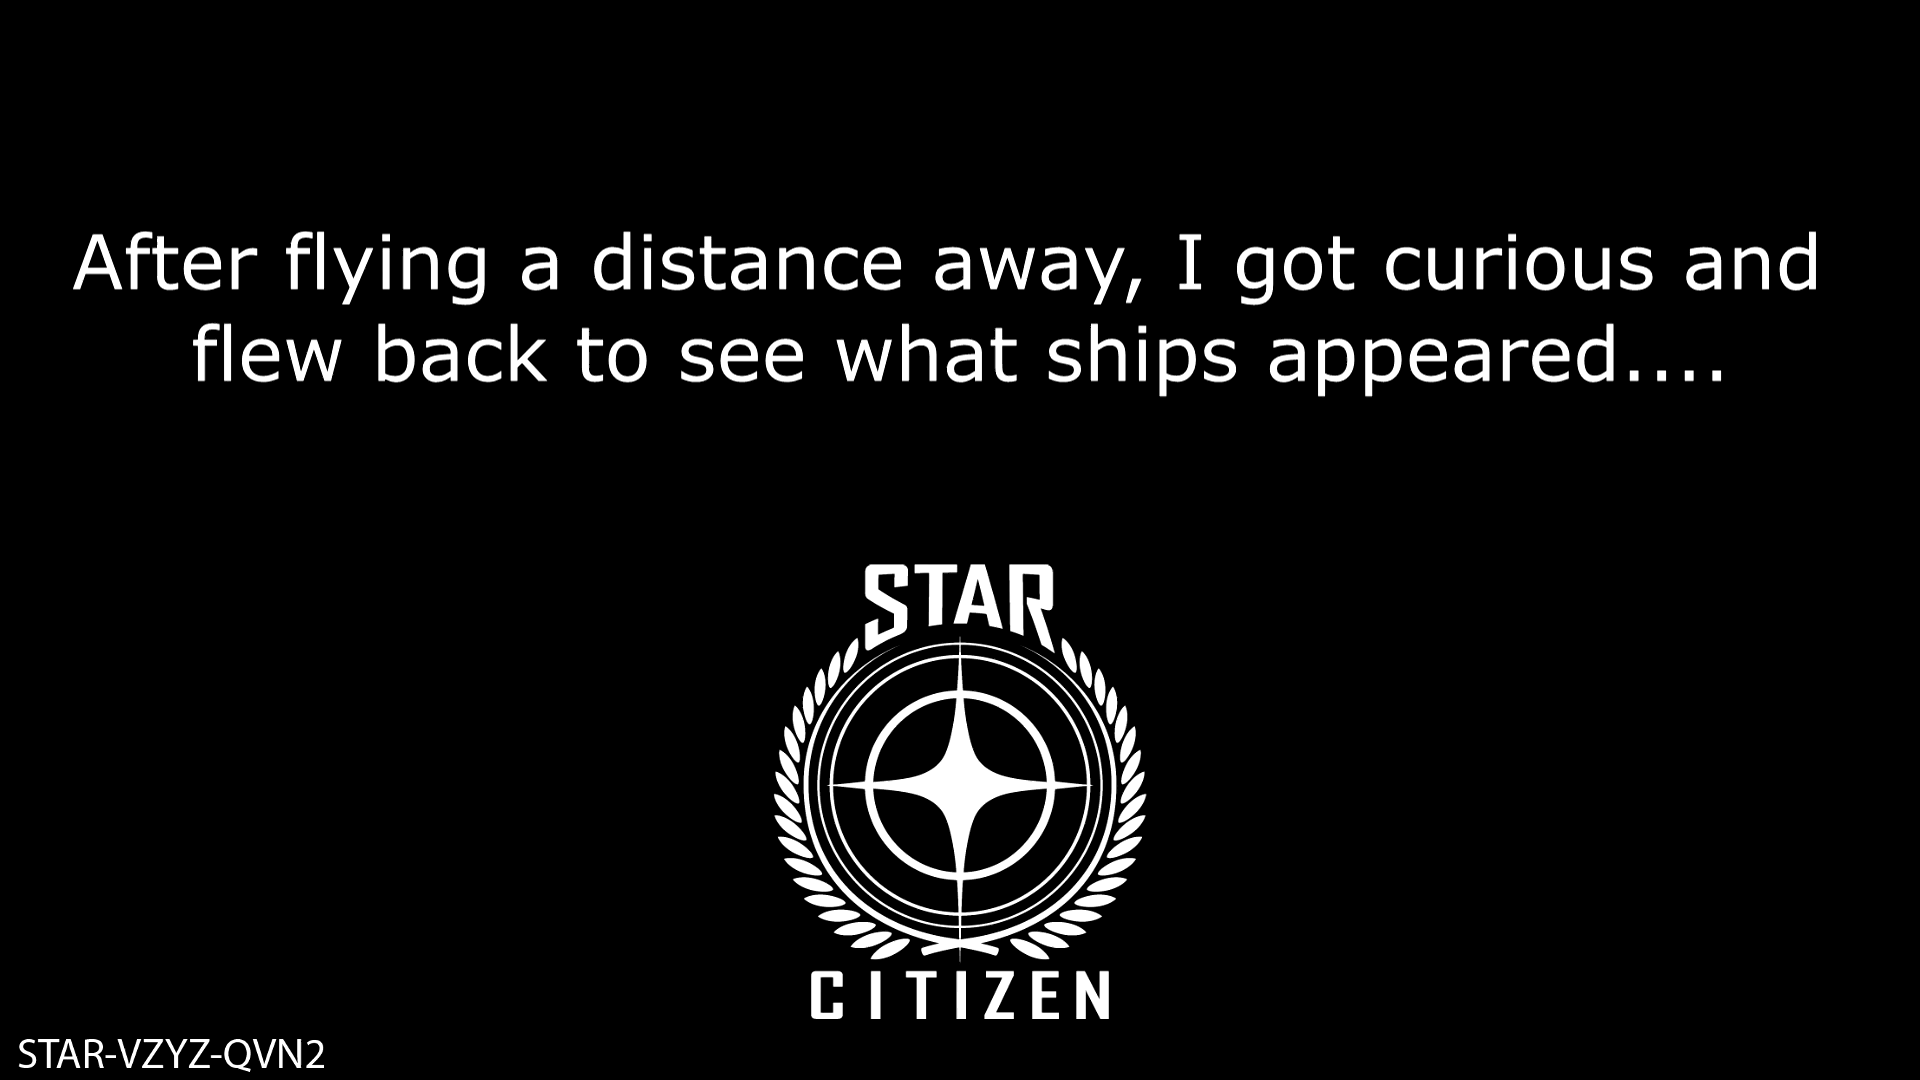 After flying a distance away, I got curious and
flew back to see what ships appeared....
STAR
CITIZEN
STAR-VZYZ-QVN2